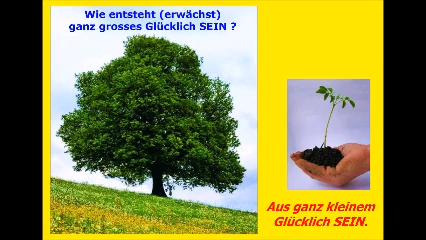 Wie entsteht (erwächst)
ganz grosses Glücklich SEIN ?
Aus ganz kleinem
Glücklich SEIN.